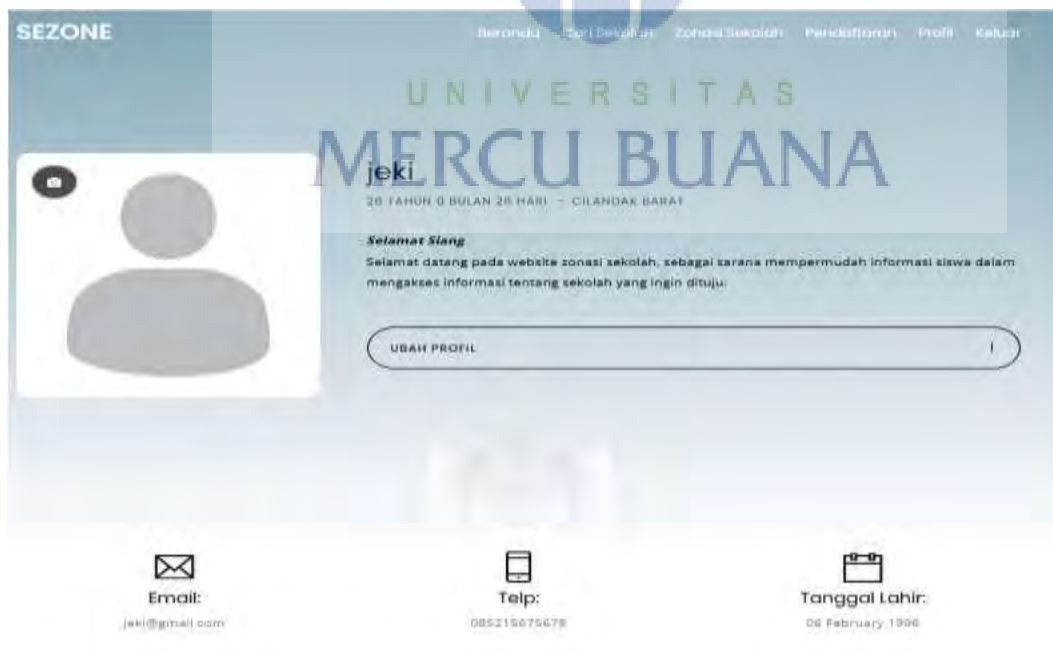 SEZONE
Beranda Cari Sekolah Zonasi Sekolah Pendaftaran Profil Keluar
UNIVERSITAS
MERCU BUANA
jeki
26 TAHUN 0 BULAN 26 HARI - CILANDAK BARAT
Selamat Siang
Selamat datang pada website zonasi sekolah, sebagai sarana mempermudah informasi siswa dalam
mengakses informasi tentang sekolah yang ingin dituju.
UBAH PROFIL
Email:
jeki@gmail.com
Telp:
085215675678
Tanggal Lahir:
06 February 1996